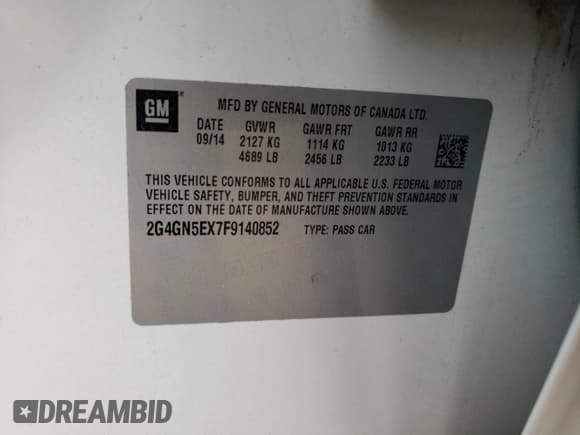 GM
MFD BY GENERAL MOTORS OF CANADA LTD.
DATE GVWR GAWR FRT GAWR RR
09/14 2127 KG 1114 KG 1013 KG
4689 LB 2456 LB 2233 LB
THIS VEHICLE CONFORMS TO ALL APPLICABLE U.S. FEDERAL MOTOR
VEHICLE SAFETY, BUMPER, AND THEFT PREVENTION STANDARDS IN
EFFECT ON THE DATE OF MANUFACTURE SHOWN ABOVE.
2G4GN5EX7F9140852 TYPE: PASS CAR
DREAMBID